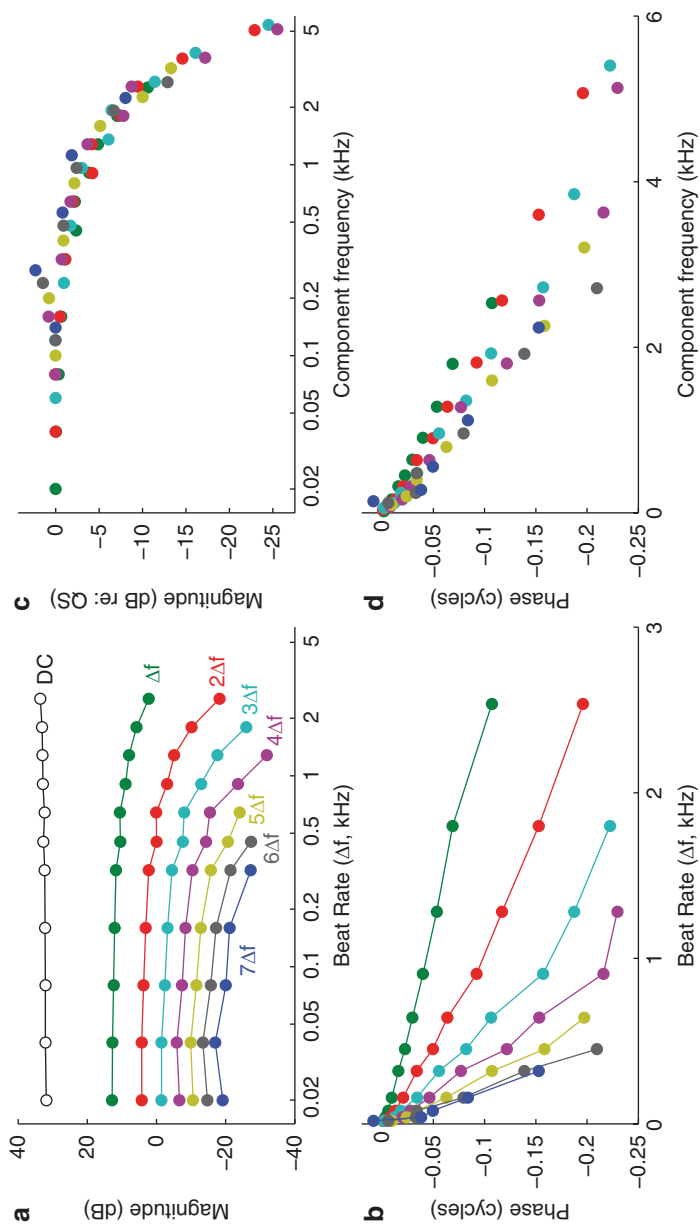 a
Magnitude (dB)
40
20
0
−20
−40
DC
Δf
2Δf
3Δf
4Δf
5Δf
6Δf
7Δf
0.02
0.05
0.1
0.2
0.5
1
2
5
Beat Rate (Δf, kHz)
b
Phase (cycles)
0
−0.05
−0.1
−0.15
−0.2
−0.25
0
1
2
3
Beat Rate (Δf, kHz)
c
Magnitude (dB re: QS)
0
−5
−10
−15
−20
−25
0.02
0.05
0.1
0.2
0.5
1
2
5
Component frequency (kHz)
d
Phase (cycles)
0
−0.05
−0.1
−0.15
−0.2
−0.25
0
2
4
6
Component frequency (kHz)